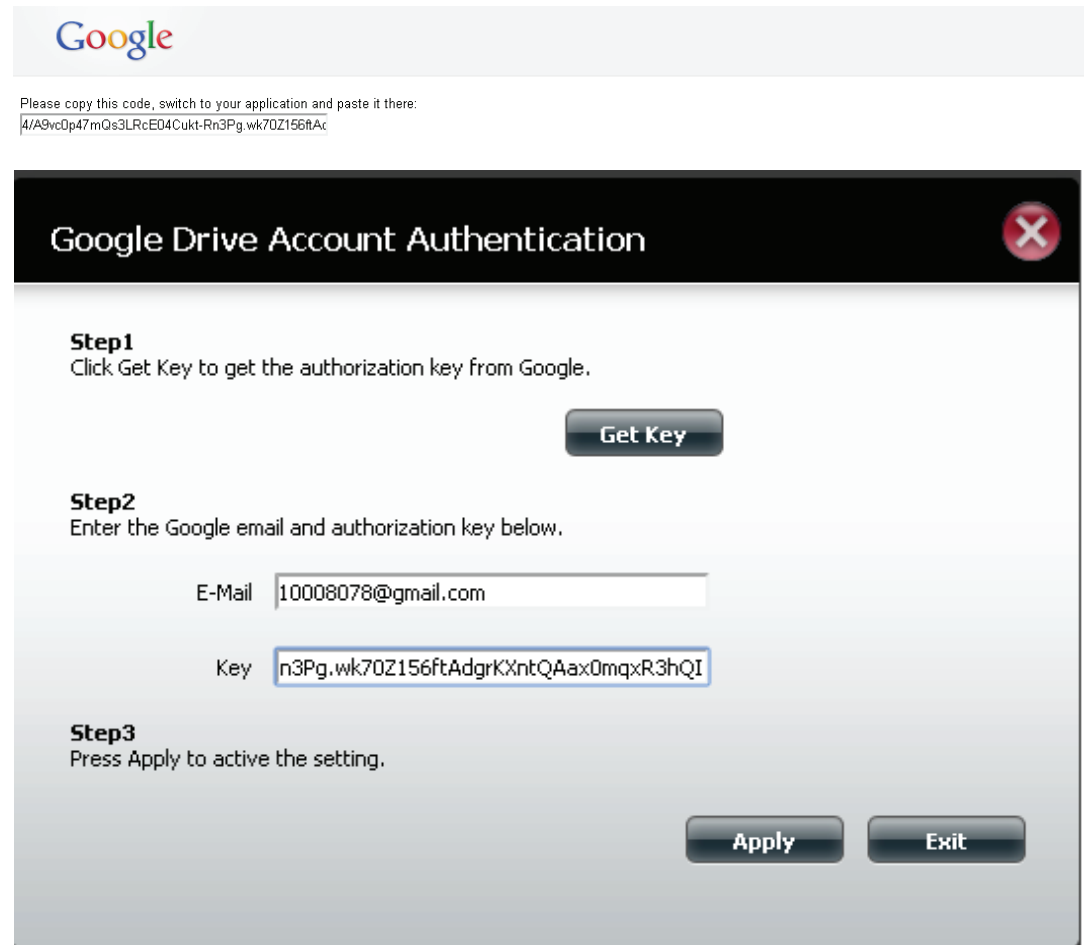 Google
Please copy this code, switch to your application and paste it there:
4/A9vc0p47mQs3LRcE04Cukt-Rn3Pg.wk70Z156ftAc
Google Drive Account Authentication
Step1
Click Get Key to get the authorization key from Google.
Get Key
Step2
Enter the Google email and authorization key below.
E-Mail 10008078@gmail.com
Key n3Pg.wk70Z156ftAdgrKXntQAax0mqxR3hQI
Step3
Press Apply to active the setting.
Apply Exit